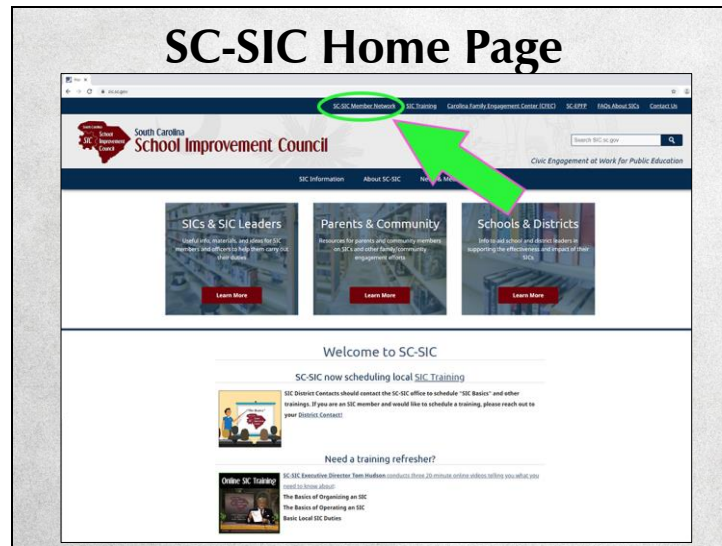 SC-SIC Home Page
sic.sc.gov
SC-SIC Member Network SIC Training Carolina Family Engagement Center (CFEC) SC-EFFP FAQs About SICs Contact Us
South Carolina
School Improvement Council
School
Improvement
Council
Search SIC.sc.gov
Civic Engagement at Work for Public Education
SIC Information About SC-SIC News & M
SICs & SIC Leaders
Useful info, materials, and ideas for SIC
members and officers to help them carry out
their duties.
Learn More
Parents & Community
Resources for parents and community members
on SICs and other family/community
engagement efforts
Learn More
Schools & Districts
Info to aid school and district leaders in
supporting the effectiveness and impact of their
SICs.
Learn More
Welcome to SC-SIC
SC-SIC now scheduling local SIC Training
SIC District Contacts should contact the SC-SIC office to schedule "SIC Basics" and other
trainings. If you are an SIC member and would like to schedule a training, please reach out to
your District Contact!
Need a training refresher?
Online SIC Training
SC-SIC Executive Director Tom Hudson conducts three 20-minute online videos telling you what you
need to know about:
The Basics of Organizing an SIC
The Basics of Operating an SIC
Basic Local SIC Duties